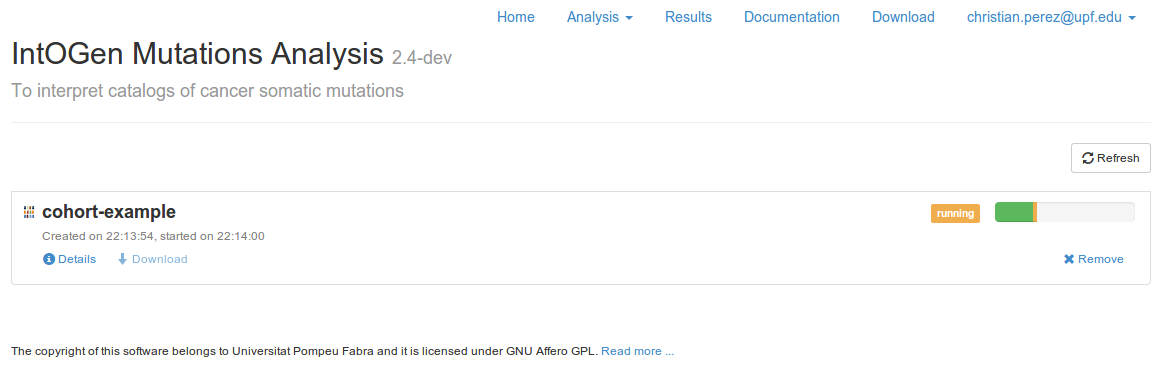 Home Analysis Results Documentation Download christian.perez@upf.edu
IntOGen Mutations Analysis 2.4-dev
To interpret catalogs of cancer somatic mutations
Refresh
cohort-example running
Created on 22:13:54, started on 22:14:00
Details Download Remove
The copyright of this software belongs to Universitat Pompeu Fabra and it is licensed under GNU Affero GPL. Read more ...